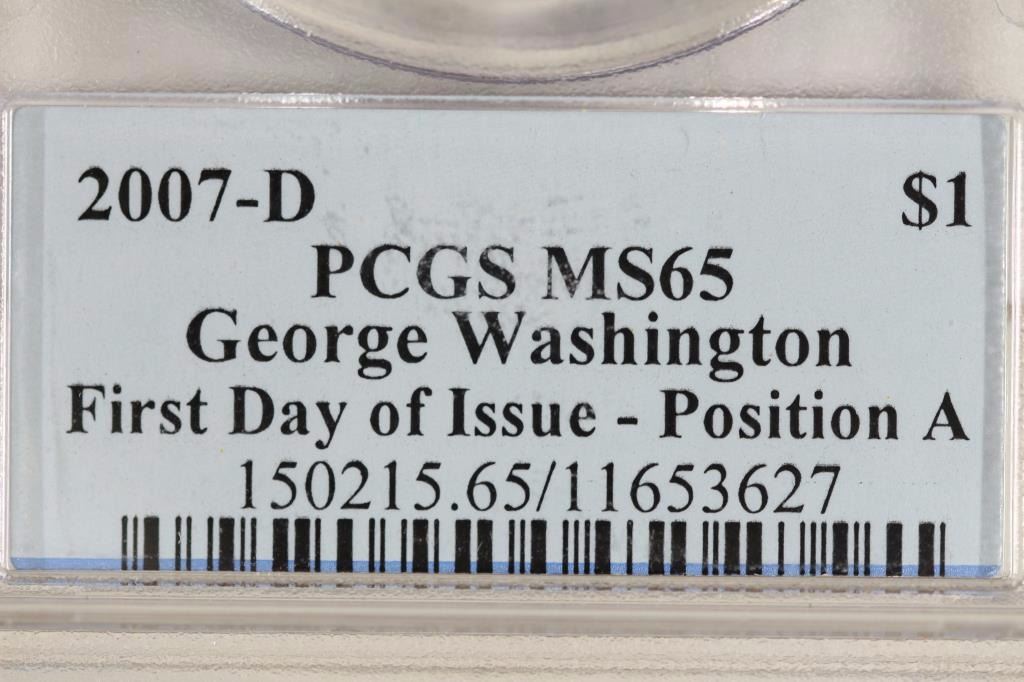 2007-D $1
PCGS MS65
George Washington
First Day of Issue - Position A
150215.65/11653627